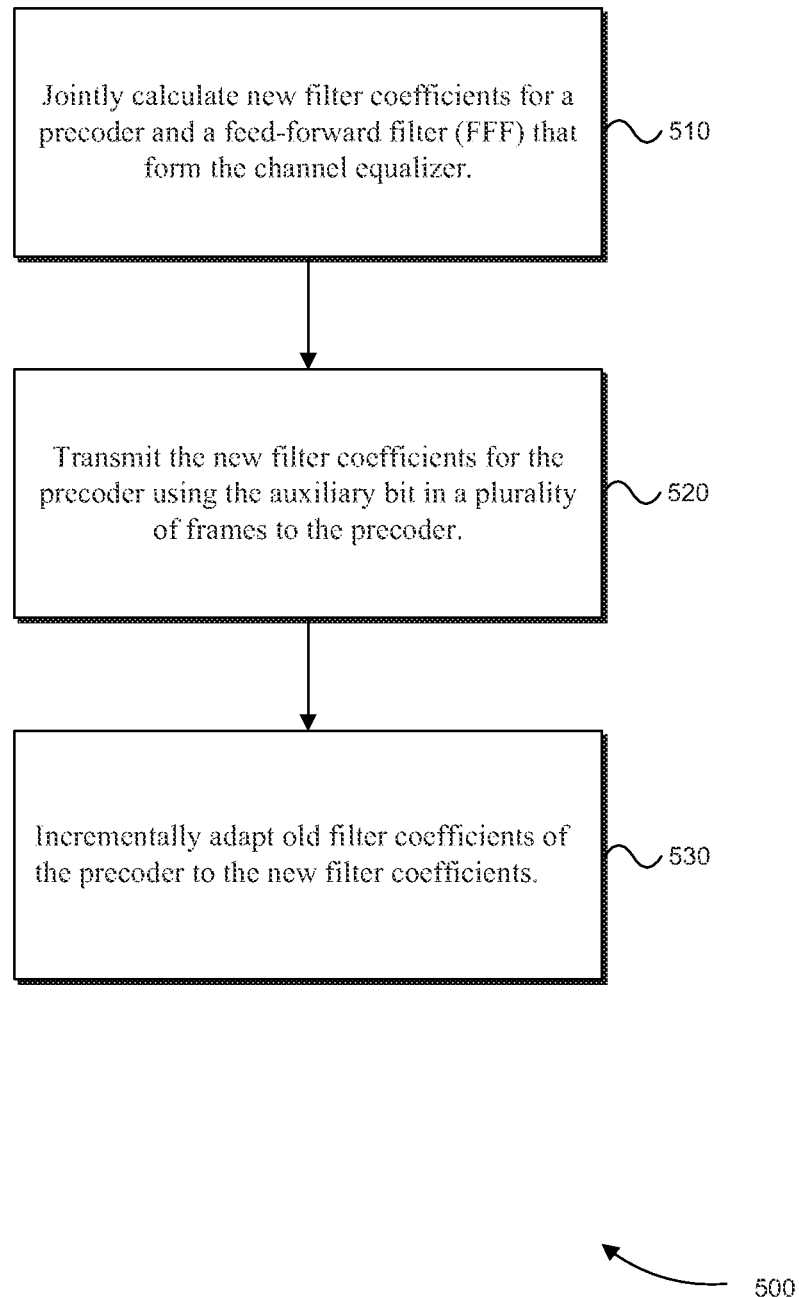 Jointly calculate new filter coefficients for a
precoder and a feed-forward filter (FFF) that
form the channel equalizer.
510
Transmit the new filter coefficients for the
precoder using the auxiliary bit in a plurality
of frames to the precoder.
520
Incrementally adapt old filter coefficients of
the precoder to the new filter coefficients.
530
500